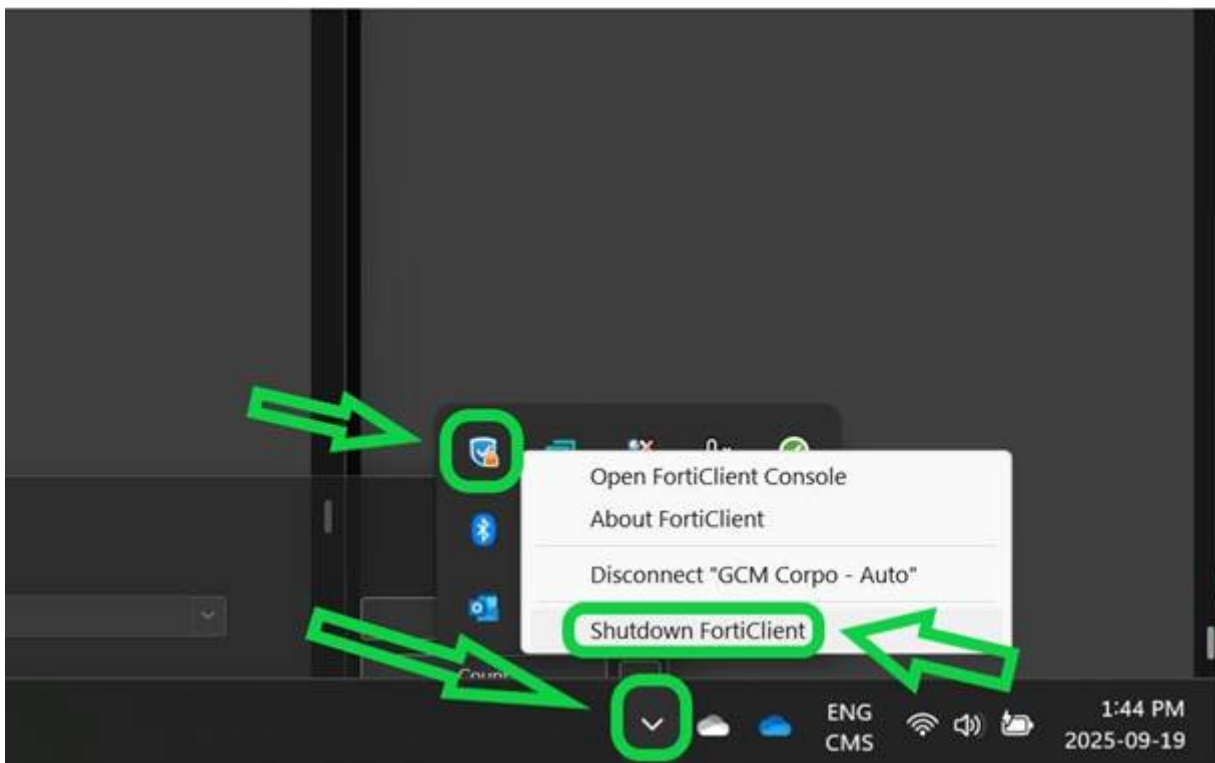 Open FortiClient Console
About FortiClient
Disconnect "GCM Corpo - Auto"
Shutdown FortiClient
ENG
CMS
1:44 PM
2025-09-19